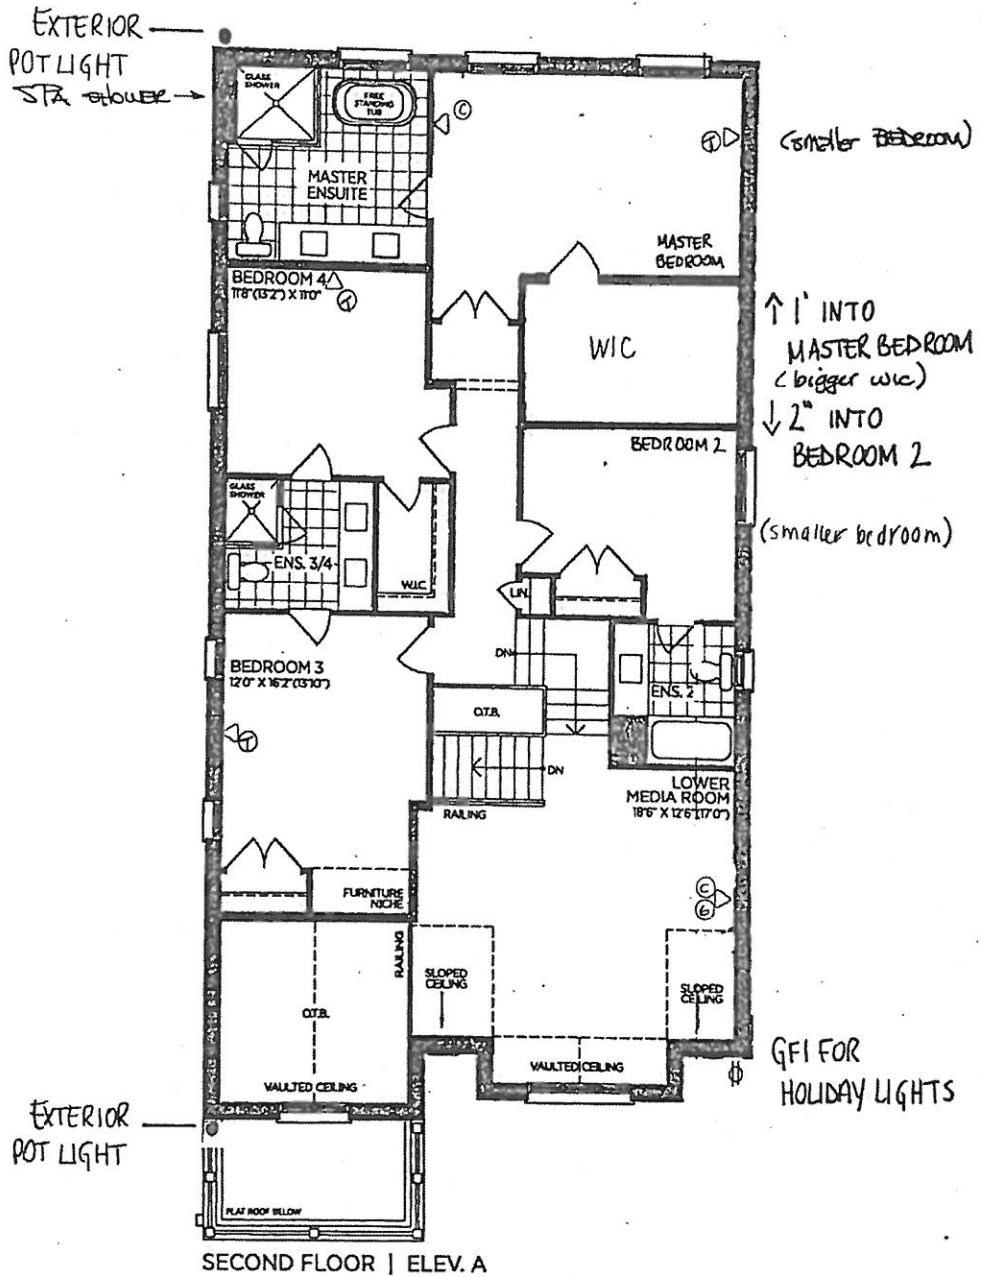 EXTERIOR
POT LIGHT
SPA SHOWER
GLASS
SHOWER
FREE
STANDING
TUB
C
T
(smaller BEDROOM)
MASTER
ENSUITE
MASTER
BEDROOM
BEDROOM 4
11'8" (13'2") X 11'0"
T
WIC
↑ 1' INTO
MASTER BEDROOM
(bigger wic)
↓ 2" INTO
BEDROOM 2
BEDROOM 2
(smaller bedroom)
GLASS
SHOWER
ENS. 3/4
W.I.C.
LIN.
DN
BEDROOM 3
12'0" X 16'2" (13'10")
ENS. 2
O.T.B.
T
DN
RAILING
LOWER
MEDIA ROOM
18'6" X 12'6" (17'0")
FURNITURE
NICHE
C
6
RAILING
SLOPED
CEILING
SLOPED
CEILING
O.T.B.
VAULTED CEILING
VAULTED CEILING
GFI FOR
HOLIDAY LIGHTS
EXTERIOR
POT LIGHT
FLAT ROOF BELOW
SECOND FLOOR | ELEV. A